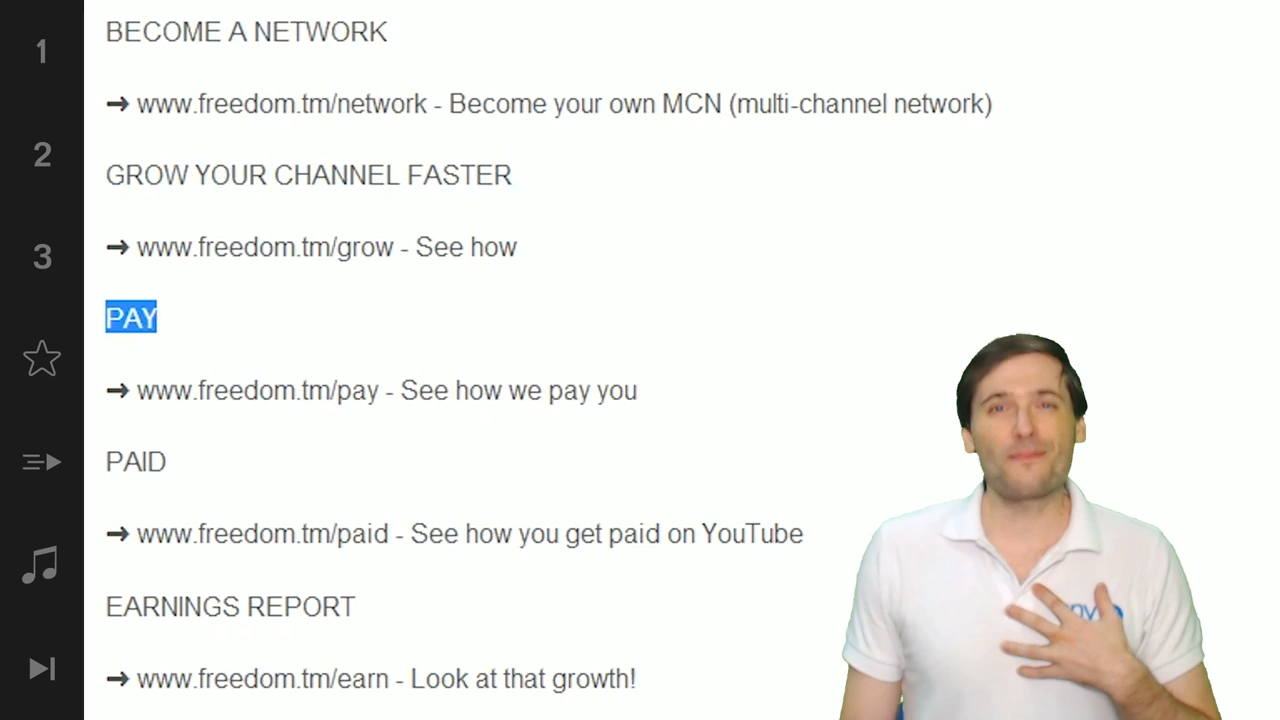 1
BECOME A NETWORK
➞ www.freedom.tm/network - Become your own MCN (multi-channel network)
2
GROW YOUR CHANNEL FASTER
3
➞ www.freedom.tm/grow - See how
PAY
➞ www.freedom.tm/pay - See how we pay you
PAID
➞ www.freedom.tm/paid - See how you get paid on YouTube
EARNINGS REPORT
➞ www.freedom.tm/earn - Look at that growth!